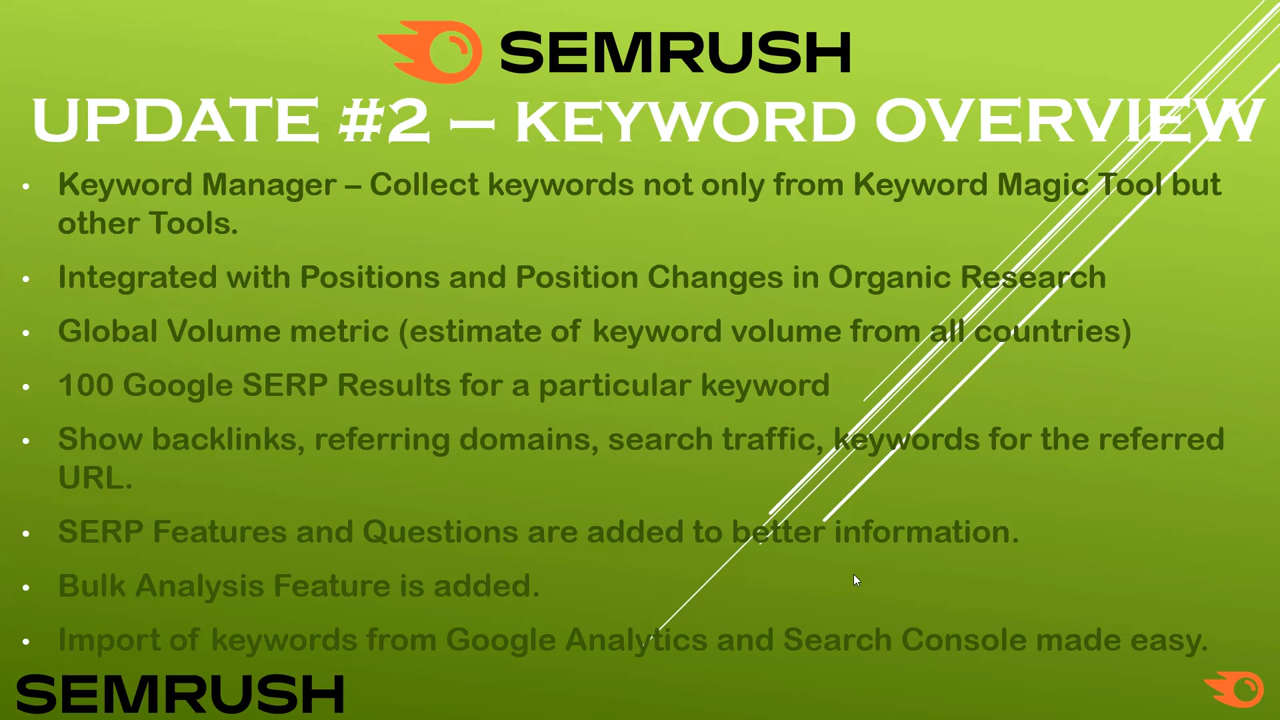 SEMRUSH
UPDATE #2 – KEYWORD OVERVIEW
• Keyword Manager – Collect keywords not only from Keyword Magic Tool but
other Tools.
• Integrated with Positions and Position Changes in Organic Research
• Global Volume metric (estimate of keyword volume from all countries)
• 100 Google SERP Results for a particular keyword
• Show backlinks, referring domains, search traffic, keywords for the referred
URL.
• SERP Features and Questions are added to better information.
• Bulk Analysis Feature is added.
• Import of keywords from Google Analytics and Search Console made easy.
SEMRUSH